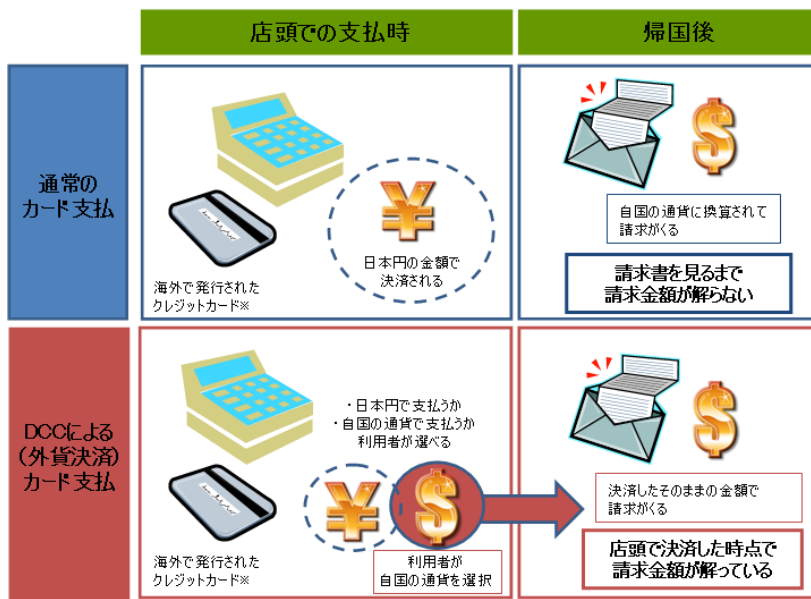 店頭での支払時
帰国後
通常の
カード支払
海外で発行された
クレジットカード※
日本円の金額で
決済される
自国の通貨に換算されて
請求がくる
請求書を見るまで
請求金額が解らない
DCCによる
(外貨決済)
カード支払
海外で発行された
クレジットカード※
・日本円で支払うか
・自国の通貨で支払うか
利用者が選べる
利用者が
自国の通貨を選択
決済したそのままの金額で
請求がくる
店頭で決済した時点で
請求金額が解っている